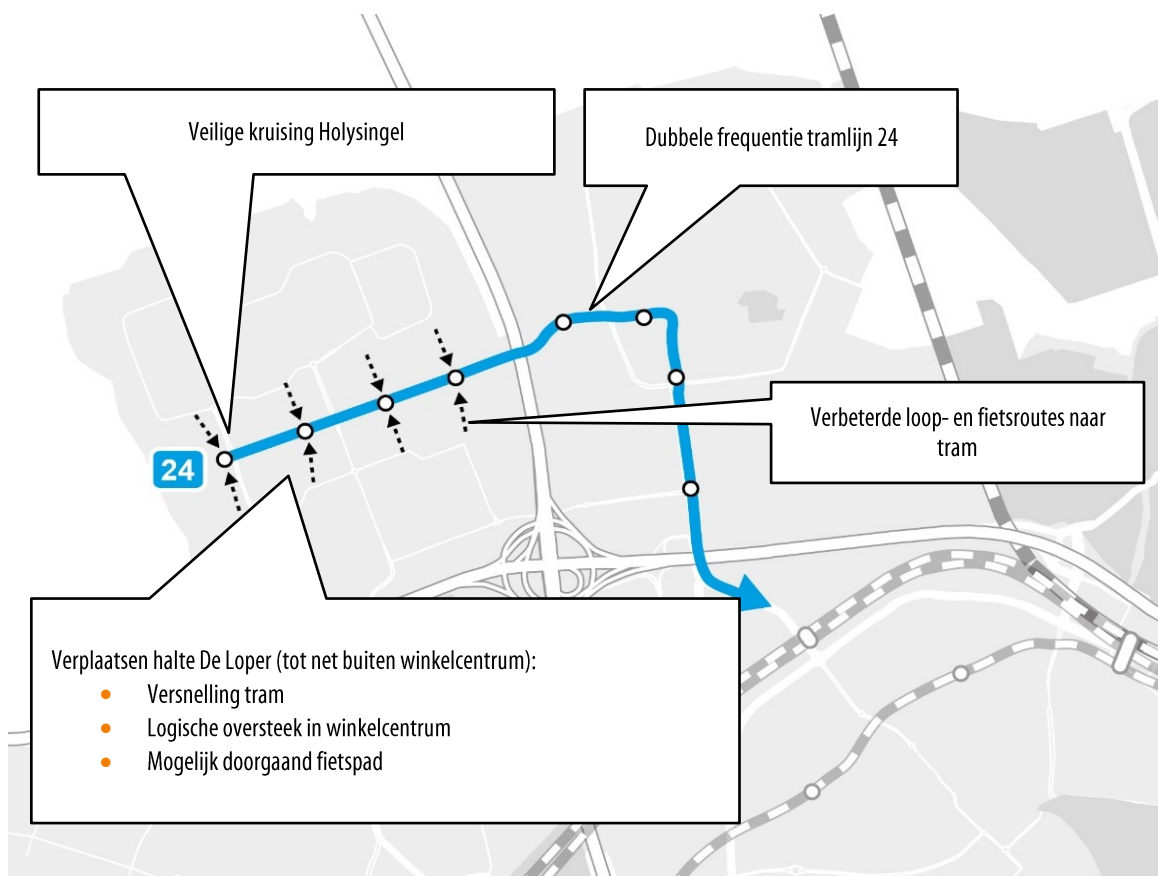 Veilige kruising Holysingel
Dubbele frequentie tramlijn 24
Verbeterde loop- en fietsroutes naar
tram
24
Verplaatsen halte De Loper (tot net buiten winkelcentrum):
• Versnelling tram
• Logische oversteek in winkelcentrum
• Mogelijk doorgaand fietspad